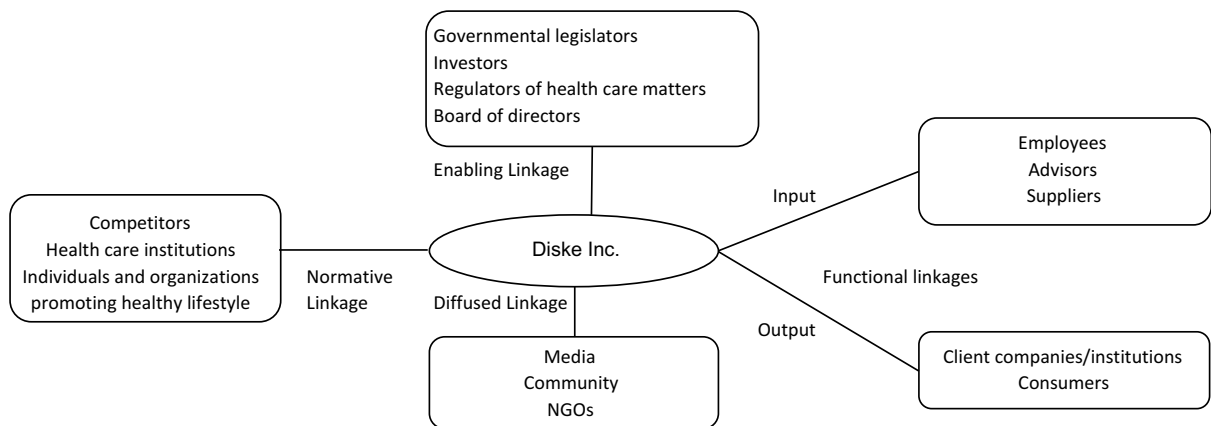 Governmental legislators
Investors
Regulators of health care matters
Board of directors
Enabling Linkage
Employees
Advisors
Suppliers
Input
Competitors
Health care institutions
Individuals and organizations
promoting healthy lifestyle
Normative
Linkage
Diske Inc.
Functional linkages
Diffused Linkage
Output
Media
Community
NGOs
Client companies/institutions
Consumers